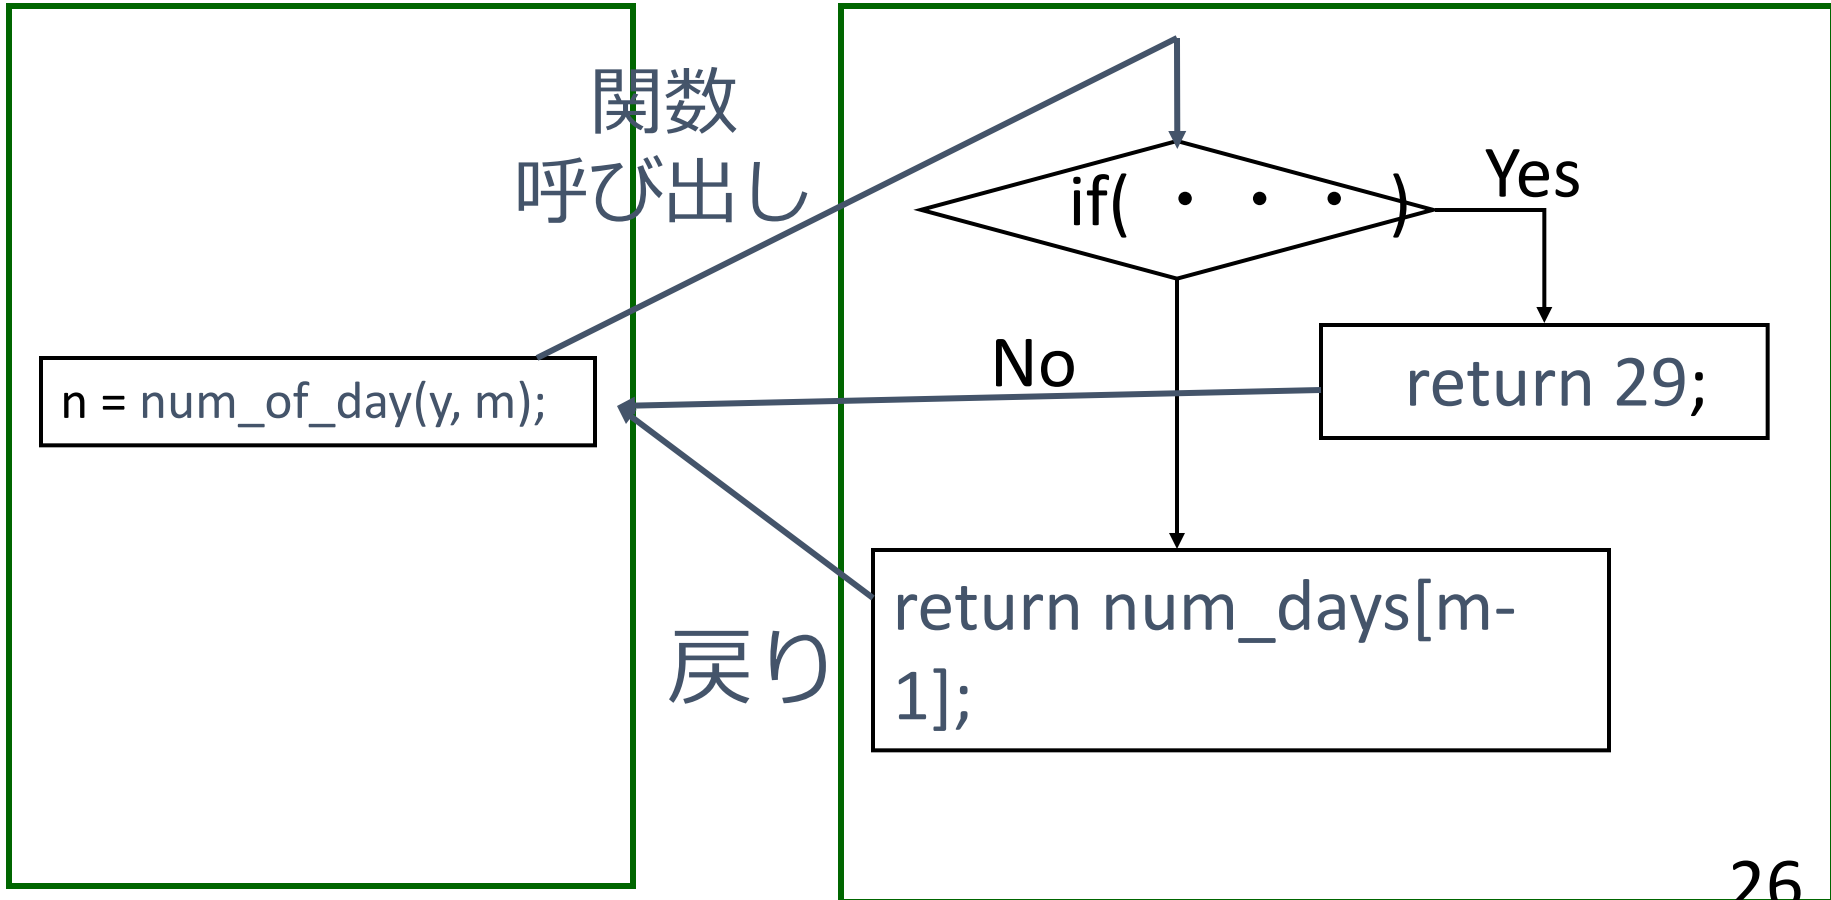 関数
呼び出し
if( ・ ・ ・ )
Yes
No
n = num_of_day(y, m);
return 29;
return num_days[m-
1];
戻り
26